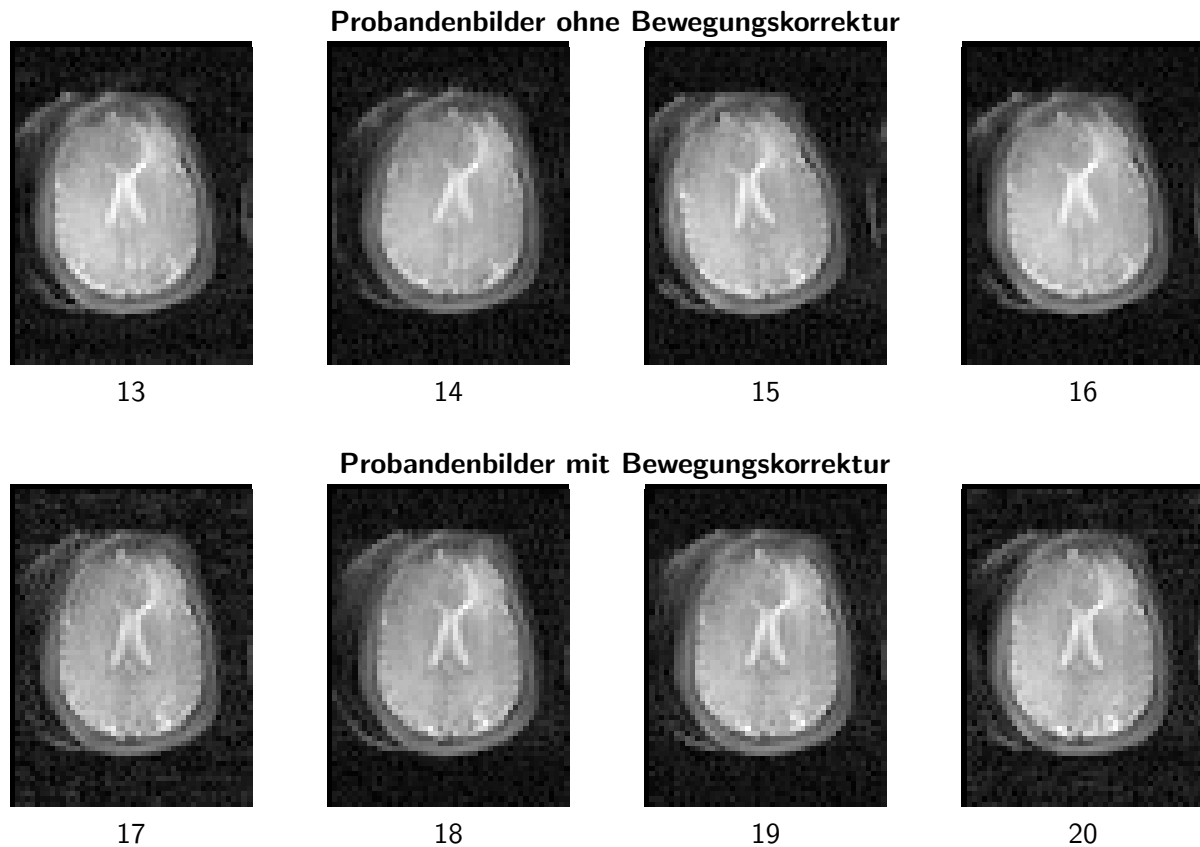 Probandenbilder ohne Bewegungskorrektur
13 14 15 16
Probandenbilder mit Bewegungskorrektur
17 18 19 20